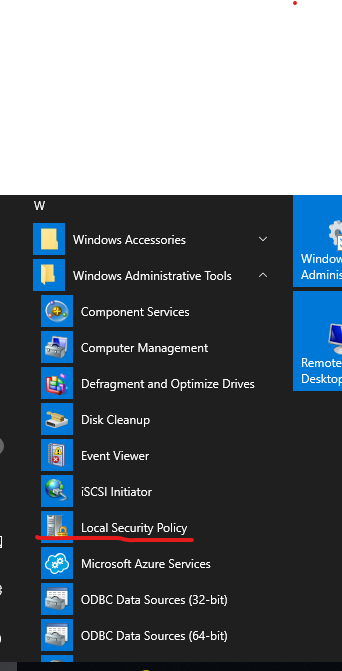 W
Windows Accessories
Windows Administrative Tools
Window
Adminis
Component Services
Computer Management
Remote
Desktop
Defragment and Optimize Drives
Disk Cleanup
Event Viewer
iSCSI Initiator
Local Security Policy
Microsoft Azure Services
ODBC Data Sources (32-bit)
ODBC Data Sources (64-bit)